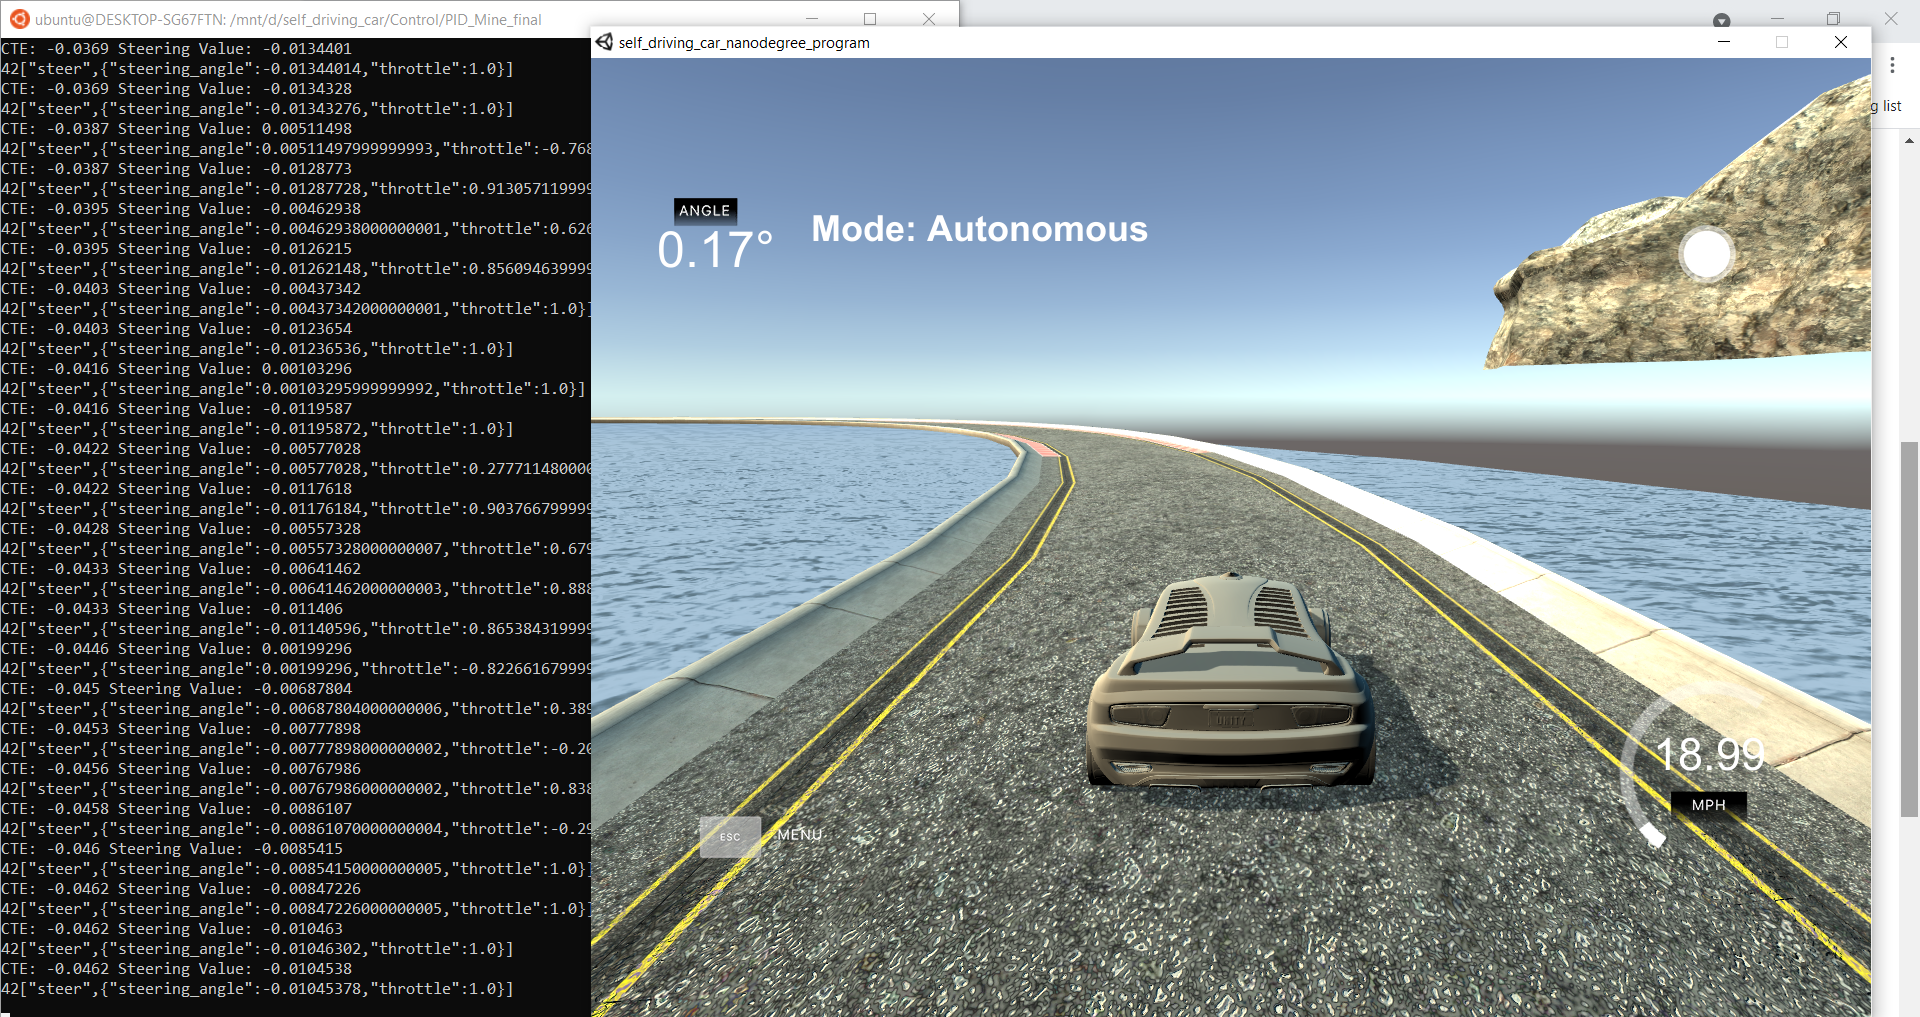 ubuntu@DESKTOP-SG67FTN: /mnt/d/self_driving_car/Control/PID_Mine_final
CTE: -0.0369 Steering Value: -0.0134401
42["steer",{"steering_angle":-0.01344014,"throttle":1.0}]
CTE: -0.0369 Steering Value: -0.0134328
42["steer",{"steering_angle":-0.01343276,"throttle":1.0}]
CTE: -0.0387 Steering Value: 0.00511498
42["steer",{"steering_angle":0.00511497999999993,"throttle":-0.768
CTE: -0.0387 Steering Value: -0.0128773
42["steer",{"steering_angle":-0.01287728,"throttle":0.913057119999
CTE: -0.0395 Steering Value: -0.00462938
42["steer",{"steering_angle":-0.00462938000000001,"throttle":0.626
CTE: -0.0395 Steering Value: -0.0126215
42["steer",{"steering_angle":-0.01262148,"throttle":0.856094639999
CTE: -0.0403 Steering Value: -0.00437342
42["steer",{"steering_angle":-0.00437342000000001,"throttle":1.0}]
CTE: -0.0403 Steering Value: -0.0123654
42["steer",{"steering_angle":-0.01236536,"throttle":1.0}]
CTE: -0.0416 Steering Value: 0.00103296
42["steer",{"steering_angle":0.00103295999999992,"throttle":1.0}]
CTE: -0.0416 Steering Value: -0.0119587
42["steer",{"steering_angle":-0.01195872,"throttle":1.0}]
CTE: -0.0422 Steering Value: -0.00577028
42["steer",{"steering_angle":-0.00577028,"throttle":0.277711480000
CTE: -0.0422 Steering Value: -0.0117618
42["steer",{"steering_angle":-0.01176184,"throttle":0.903766799999
CTE: -0.0428 Steering Value: -0.00557328
42["steer",{"steering_angle":-0.00557328000000007,"throttle":0.679
CTE: -0.0433 Steering Value: -0.00641462
42["steer",{"steering_angle":-0.00641462000000003,"throttle":0.888
CTE: -0.0433 Steering Value: -0.011406
42["steer",{"steering_angle":-0.01140596,"throttle":0.865384319999
CTE: -0.0446 Steering Value: 0.00199296
42["steer",{"steering_angle":0.00199296,"throttle":-0.822661679999
CTE: -0.045 Steering Value: -0.00687804
42["steer",{"steering_angle":-0.00687804000000006,"throttle":0.389
CTE: -0.0453 Steering Value: -0.00777898
42["steer",{"steering_angle":-0.00777898000000002,"throttle":-0.20
CTE: -0.0456 Steering Value: -0.00767986
42["steer",{"steering_angle":-0.00767986000000002,"throttle":0.838
CTE: -0.0458 Steering Value: -0.0086107
42["steer",{"steering_angle":-0.00861070000000004,"throttle":-0.29
CTE: -0.046 Steering Value: -0.0085415
42["steer",{"steering_angle":-0.00854150000000005,"throttle":1.0}]
CTE: -0.0462 Steering Value: -0.00847226
42["steer",{"steering_angle":-0.00847226000000005,"throttle":1.0}]
CTE: -0.0462 Steering Value: -0.010463
42["steer",{"steering_angle":-0.01046302,"throttle":1.0}]
CTE: -0.0462 Steering Value: -0.0104538
42["steer",{"steering_angle":-0.01045378,"throttle":1.0}]
self_driving_car_nanodegree_program
g list
ANGLE
0.17°
Mode: Autonomous
UNITY
18.99
MPH
ESC
MENU